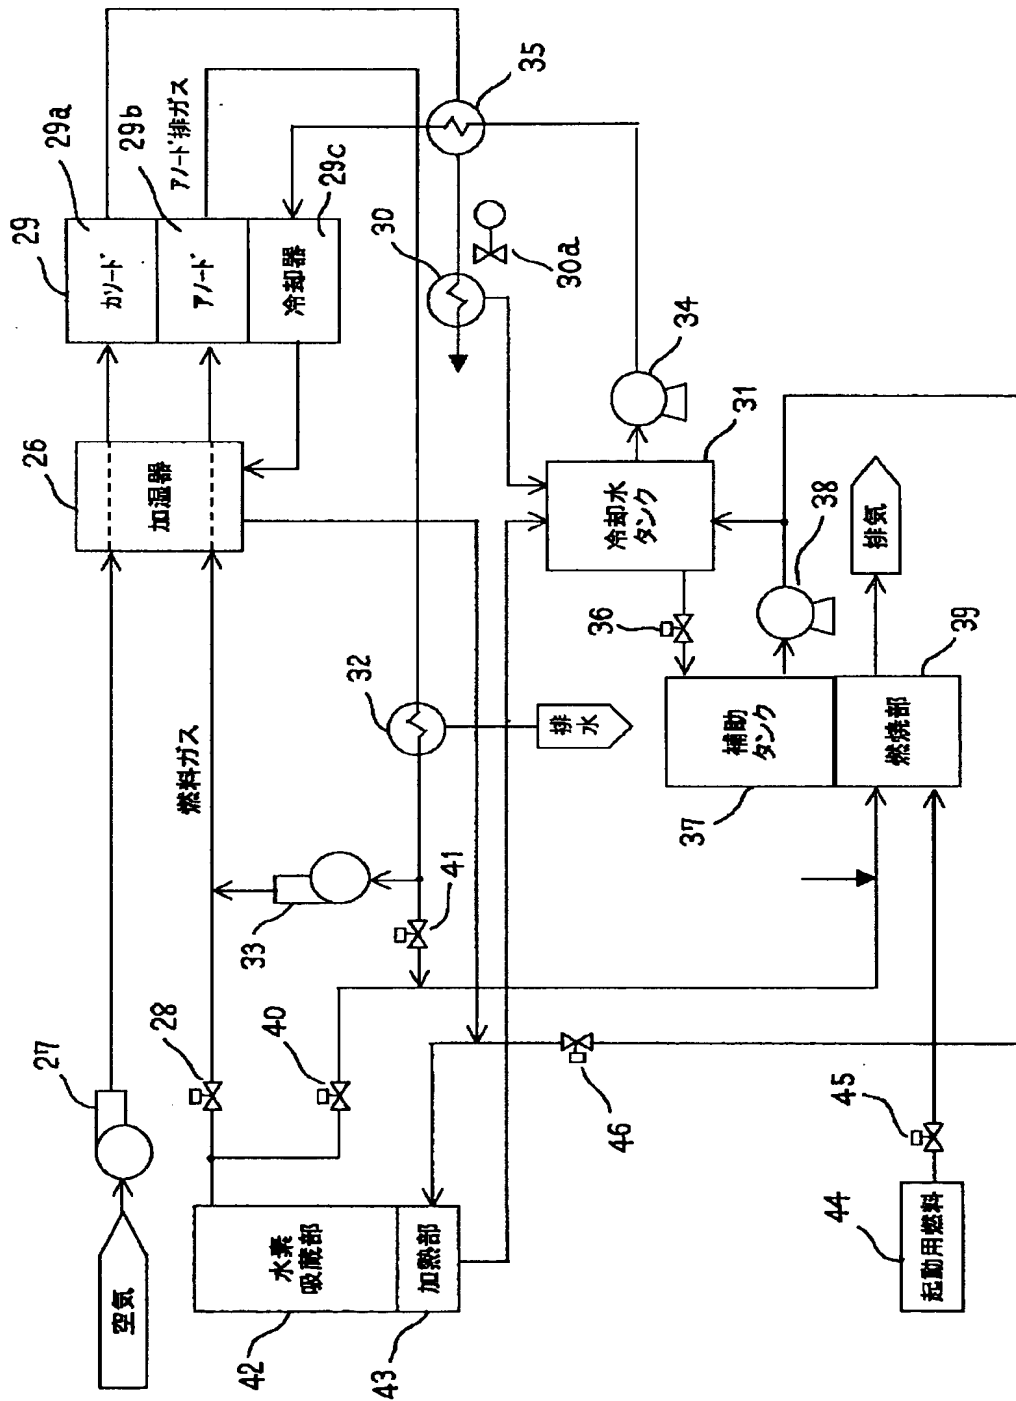 空気
27
水素
吸蔵部
42
加熱部
43
28
40
燃料ガス
33
41
32
排
水
26
加湿器
29
カソード
29a
アノード
29b
冷却器
29c
アノード排ガス
35
30
30a
34
31
冷却水
タンク
36
補助
タンク
37
38
燃焼部
39
排気
46
45
44
起動用燃料